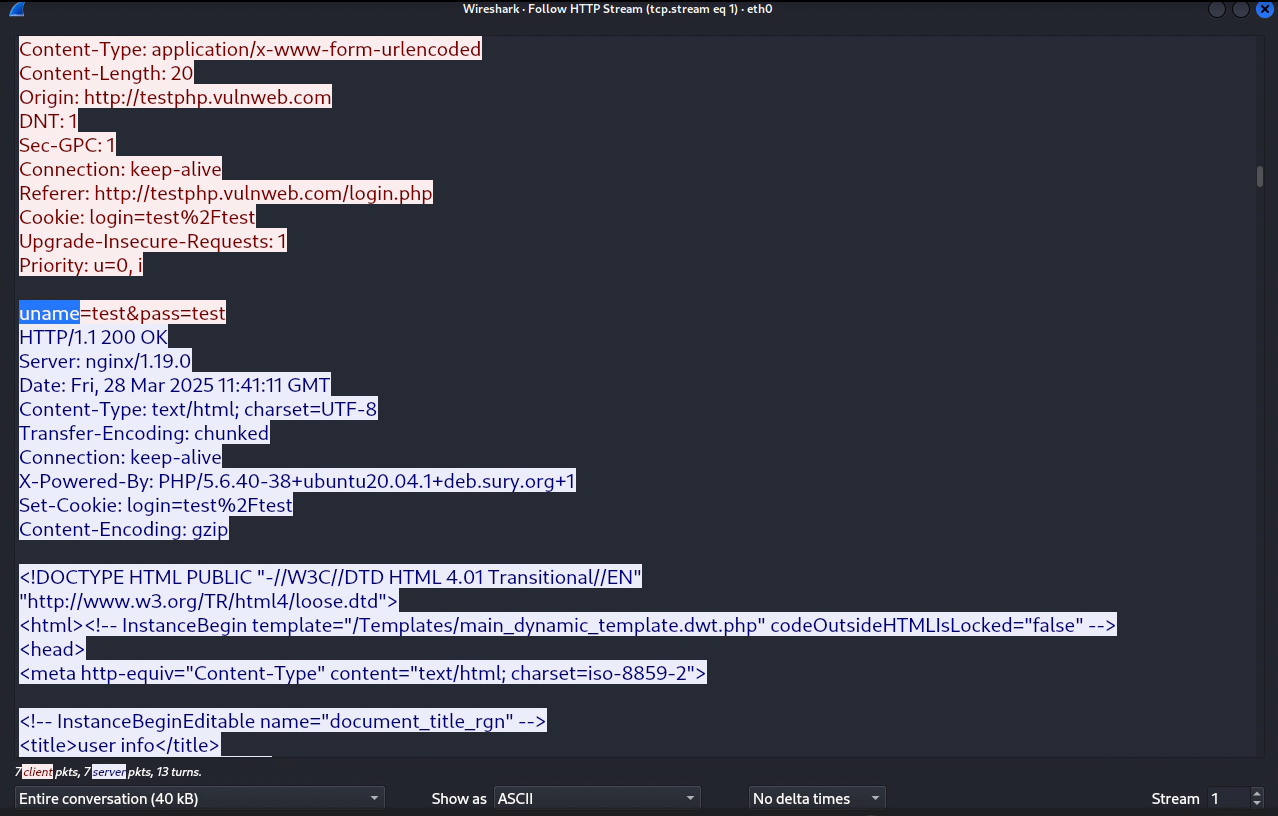 Wireshark · Follow HTTP Stream (tcp.stream eq 1) · eth0
Content-Type: application/x-www-form-urlencoded
Content-Length: 20
Origin: http://testphp.vulnweb.com
DNT: 1
Sec-GPC: 1
Connection: keep-alive
Referer: http://testphp.vulnweb.com/login.php
Cookie: login=test%2Ftest
Upgrade-Insecure-Requests: 1
Priority: u=0, i
uname=test&pass=test
HTTP/1.1 200 OK
Server: nginx/1.19.0
Date: Fri, 28 Mar 2025 11:41:11 GMT
Content-Type: text/html; charset=UTF-8
Transfer-Encoding: chunked
Connection: keep-alive
X-Powered-By: PHP/5.6.40-38+ubuntu20.04.1+deb.sury.org+1
Set-Cookie: login=test%2Ftest
Content-Encoding: gzip
<!DOCTYPE HTML PUBLIC "-//W3C//DTD HTML 4.01 Transitional//EN"
"http://www.w3.org/TR/html4/loose.dtd">
<html><!-- InstanceBegin template="/Templates/main_dynamic_template.dwt.php" codeOutsideHTMLIsLocked="false" -->
<head>
<meta http-equiv="Content-Type" content="text/html; charset=iso-8859-2">
<!-- InstanceBeginEditable name="document_title_rgn" -->
<title>user info</title>
7 client pkts, 7 server pkts, 13 turns.
Entire conversation (40 kB) Show as ASCII No delta times Stream 1